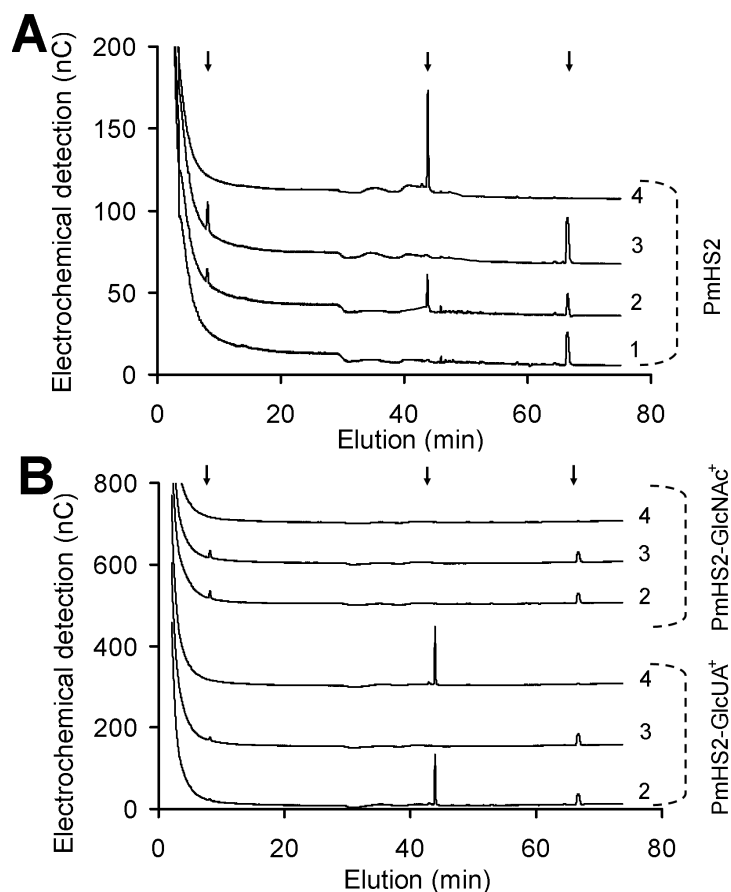 A
Electrochemical detection (nC)
200
150
100
50
0
4
3
2
1
PmHS2
0 20 40 60 80
Elution (min)
B
Electrochemical detection (nC)
800
600
400
200
0
4
3
2
PmHS2-GlcNAc+
4
3
2
PmHS2-GlcUA+
0 20 40 60 80
Elution (min)